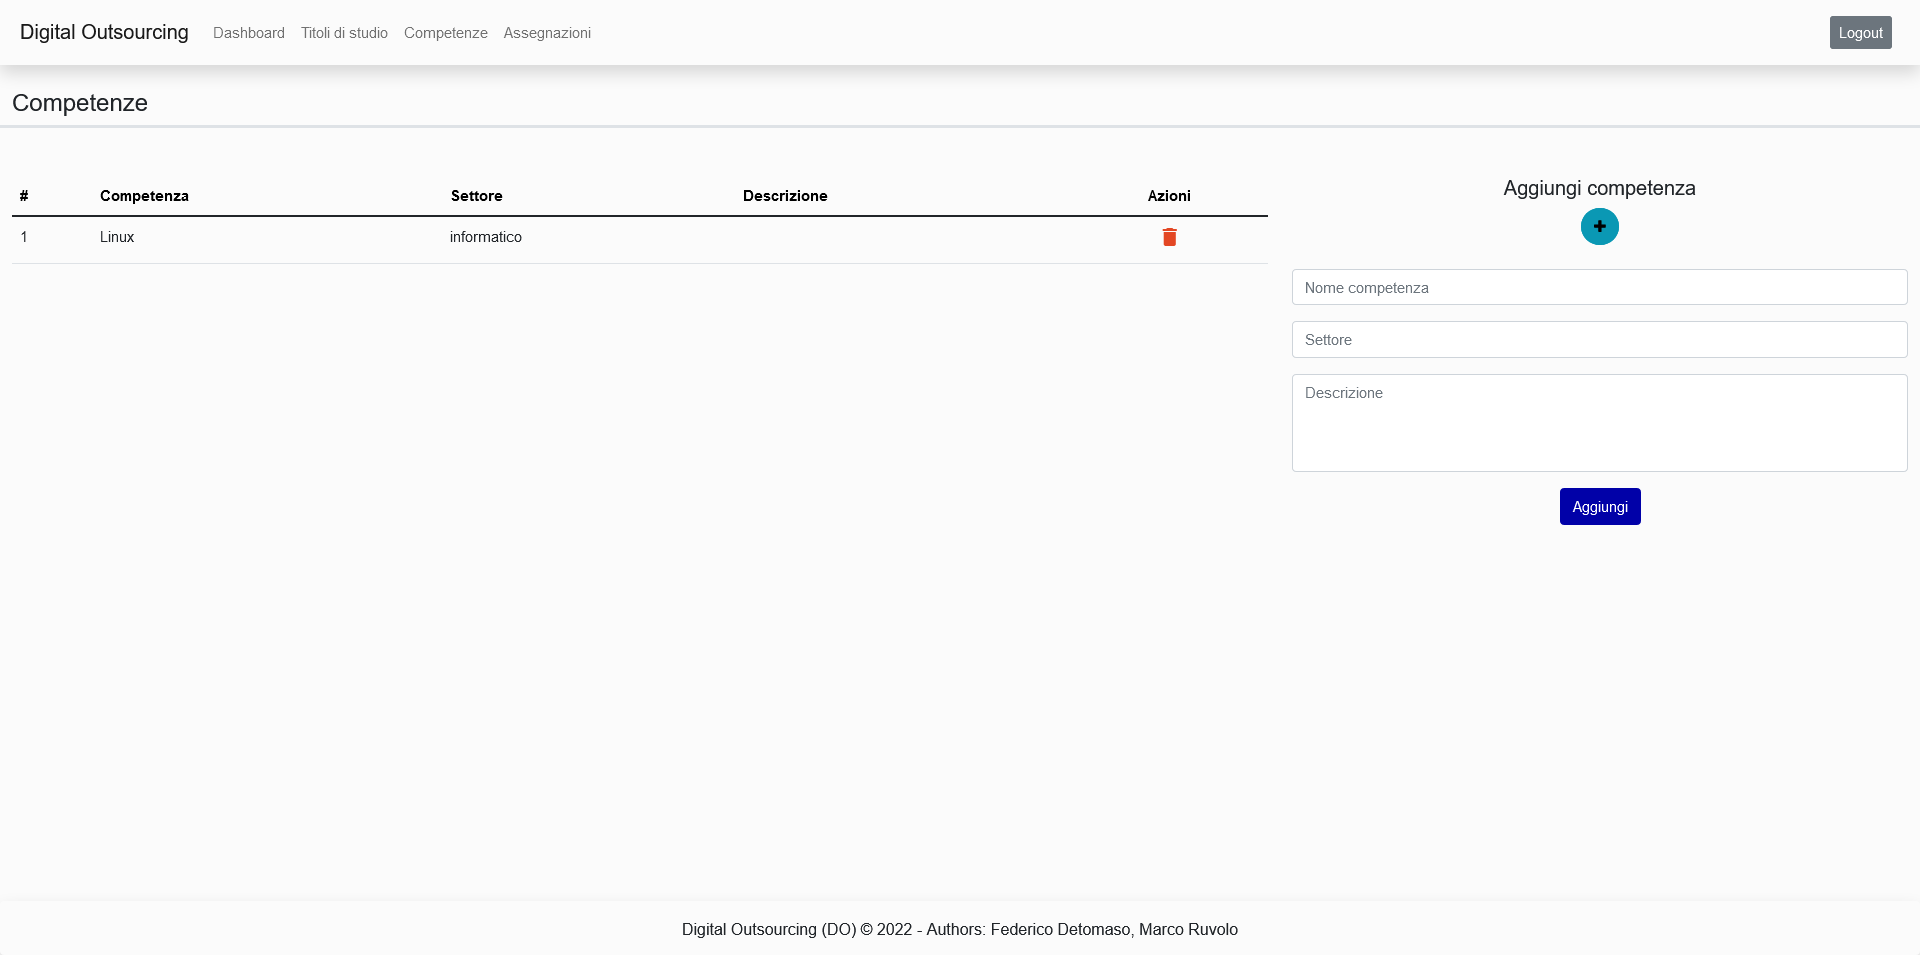 Digital Outsourcing Dashboard Titoli di studio Competenze Assegnazioni Logout
Competenze
# Competenza Settore Descrizione Azioni
1 Linux informatico
Aggiungi competenza
Nome competenza
Settore
Descrizione
Aggiungi
Digital Outsourcing (DO) © 2022 - Authors: Federico Detomaso, Marco Ruvolo